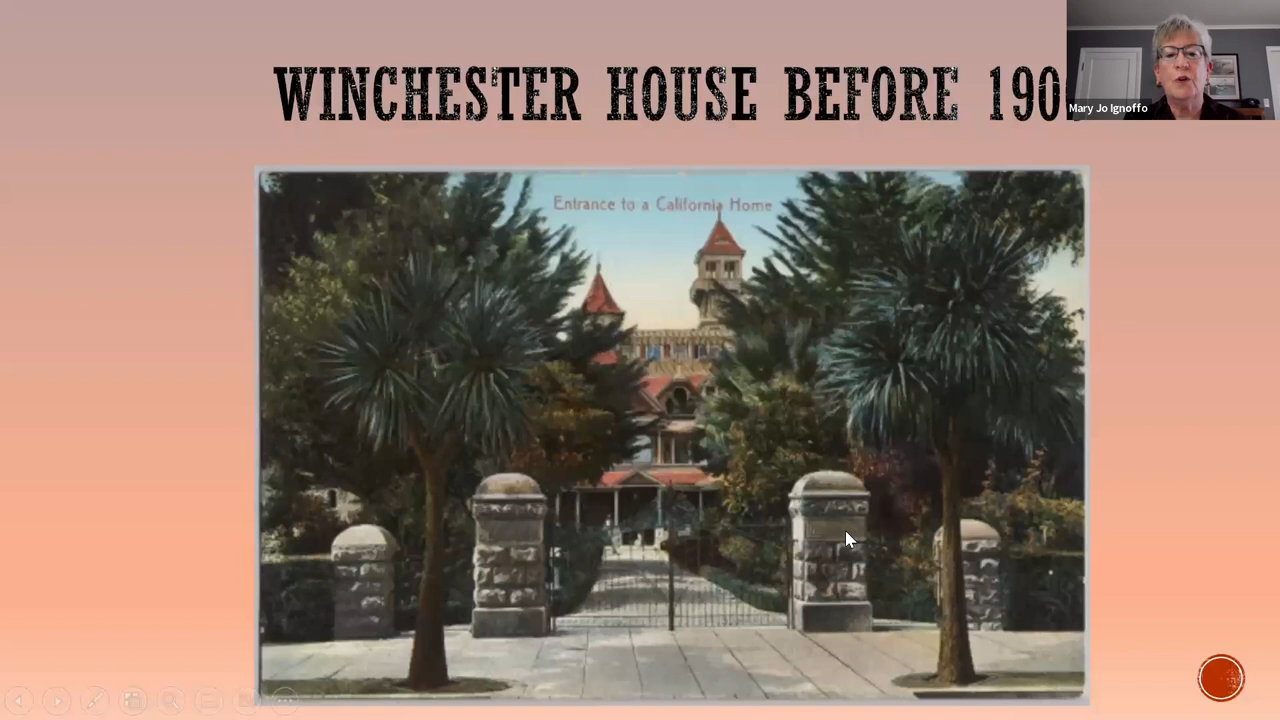 WINCHESTER HOUSE BEFORE 190
Mary Jo Ignoffo
Entrance to a California Home